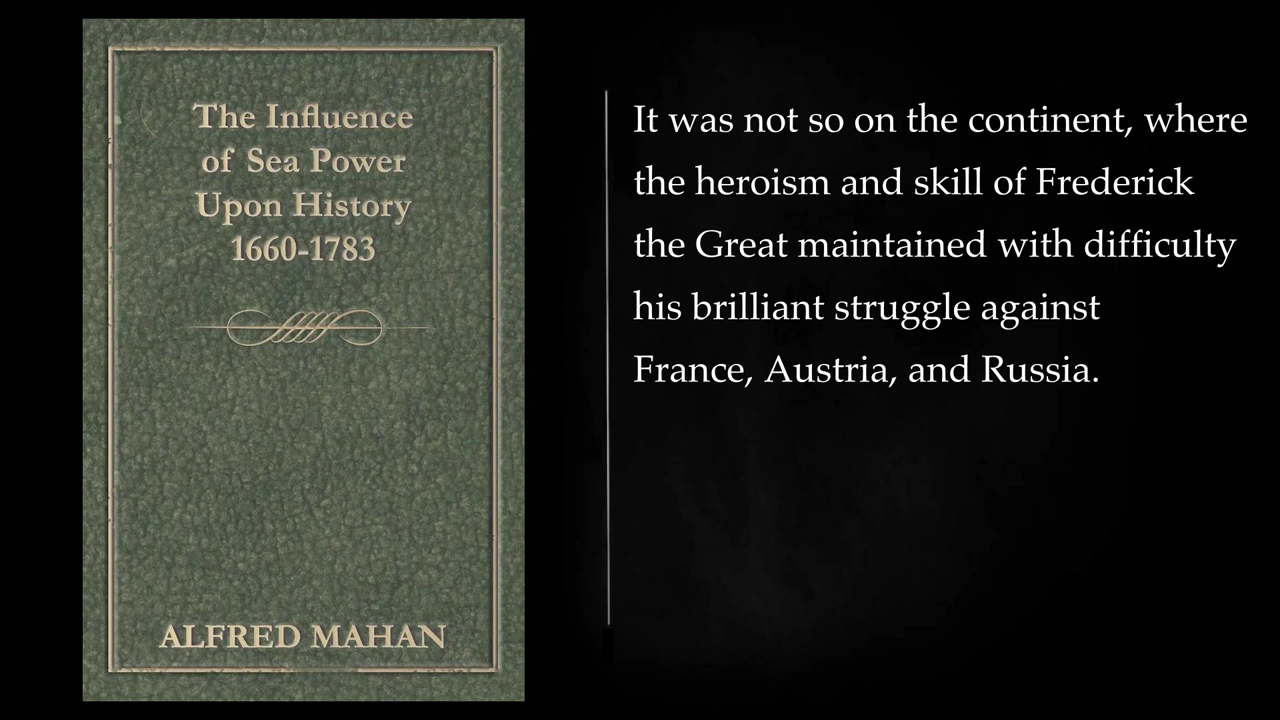 The Influence
of Sea Power
Upon History
1660-1783
ALFRED MAHAN
It was not so on the continent, where
the heroism and skill of Frederick
the Great maintained with difficulty
his brilliant struggle against
France, Austria, and Russia.